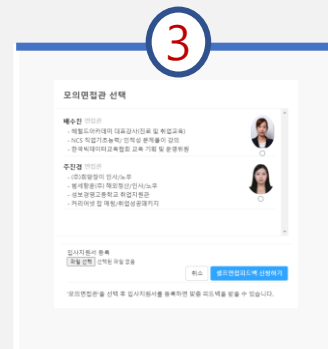 3
모의면접관 선택
배수진 면접관
- 헤럴드아카데미 대표강사(진로 및 취업교육)
- NCS 직업기초능력/ 인적성 문제풀이 강의
- 한국빅데이터교육협회 교육 기획 및 운영위원
주진경 면접관
- (주)희망장이 인사/노무
- 범세항운(주) 해외정산/인사/노무
- 성보경영고등학교 취업지원관
- 커리어넷 잡 매칭/취업성공패키지
입사지원서 등록
파일 선택 선택된 파일 없음
취소 셀프면접피드백 신청하기
'모의면접관'을 선택 후 입사지원서를 등록하면 맞춤 피드백을 받을 수 있습니다.